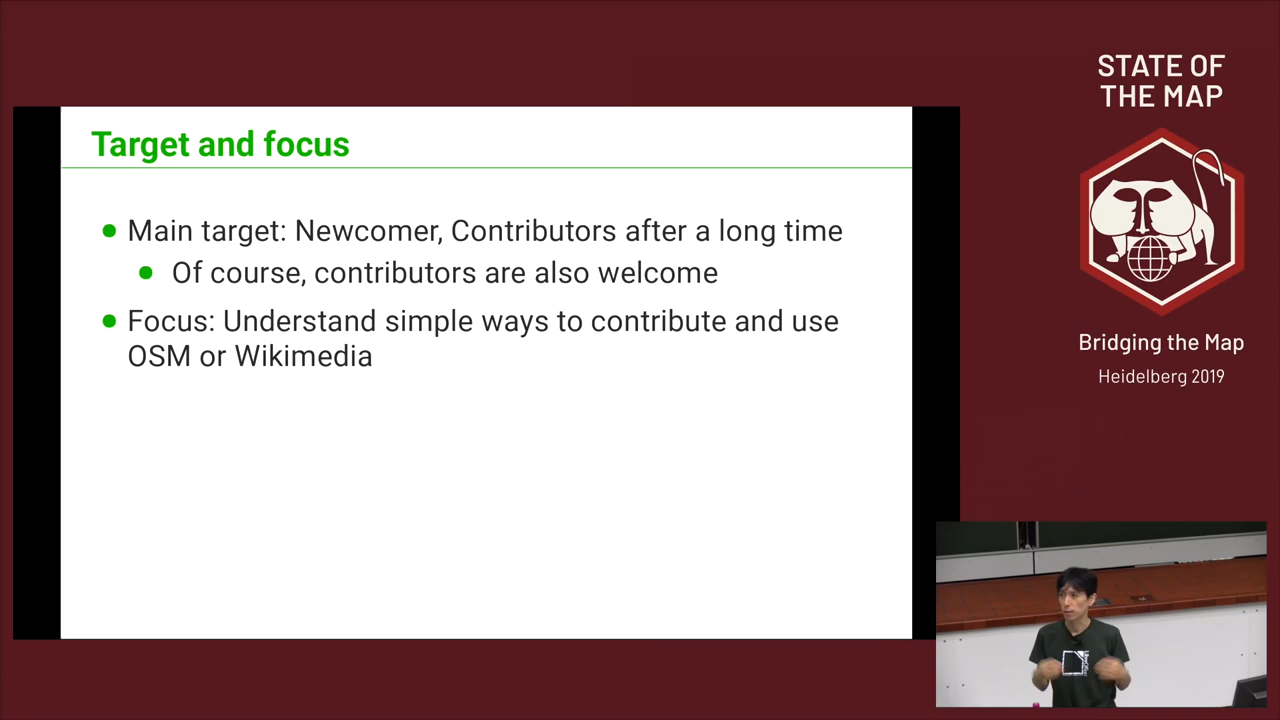 Target and focus
Main target: Newcomer, Contributors after a long time
Of course, contributors are also welcome
Focus: Understand simple ways to contribute and use
OSM or Wikimedia
STATE OF
THE MAP
Bridging the Map
Heidelberg 2019